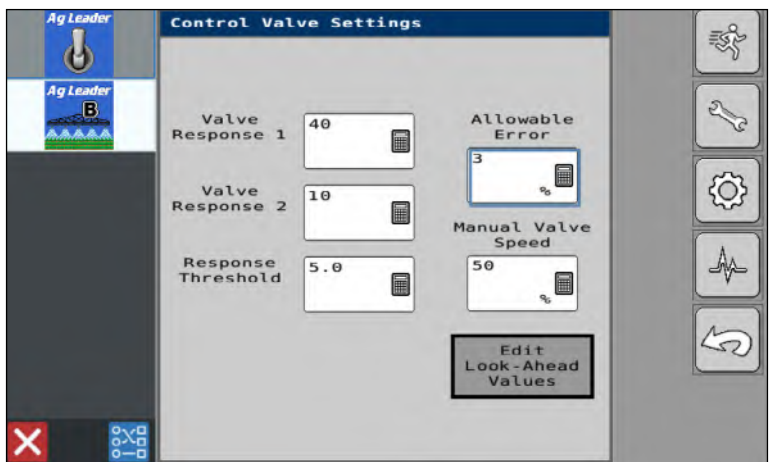 Ag Leader
Control Valve Settings
Ag Leader
B
Valve
Response 1
40
Allowable
Error
3
%
Valve
Response 2
10
Manual Valve
Speed
50
%
Response
Threshold
5.0
Edit
Look-Ahead
Values